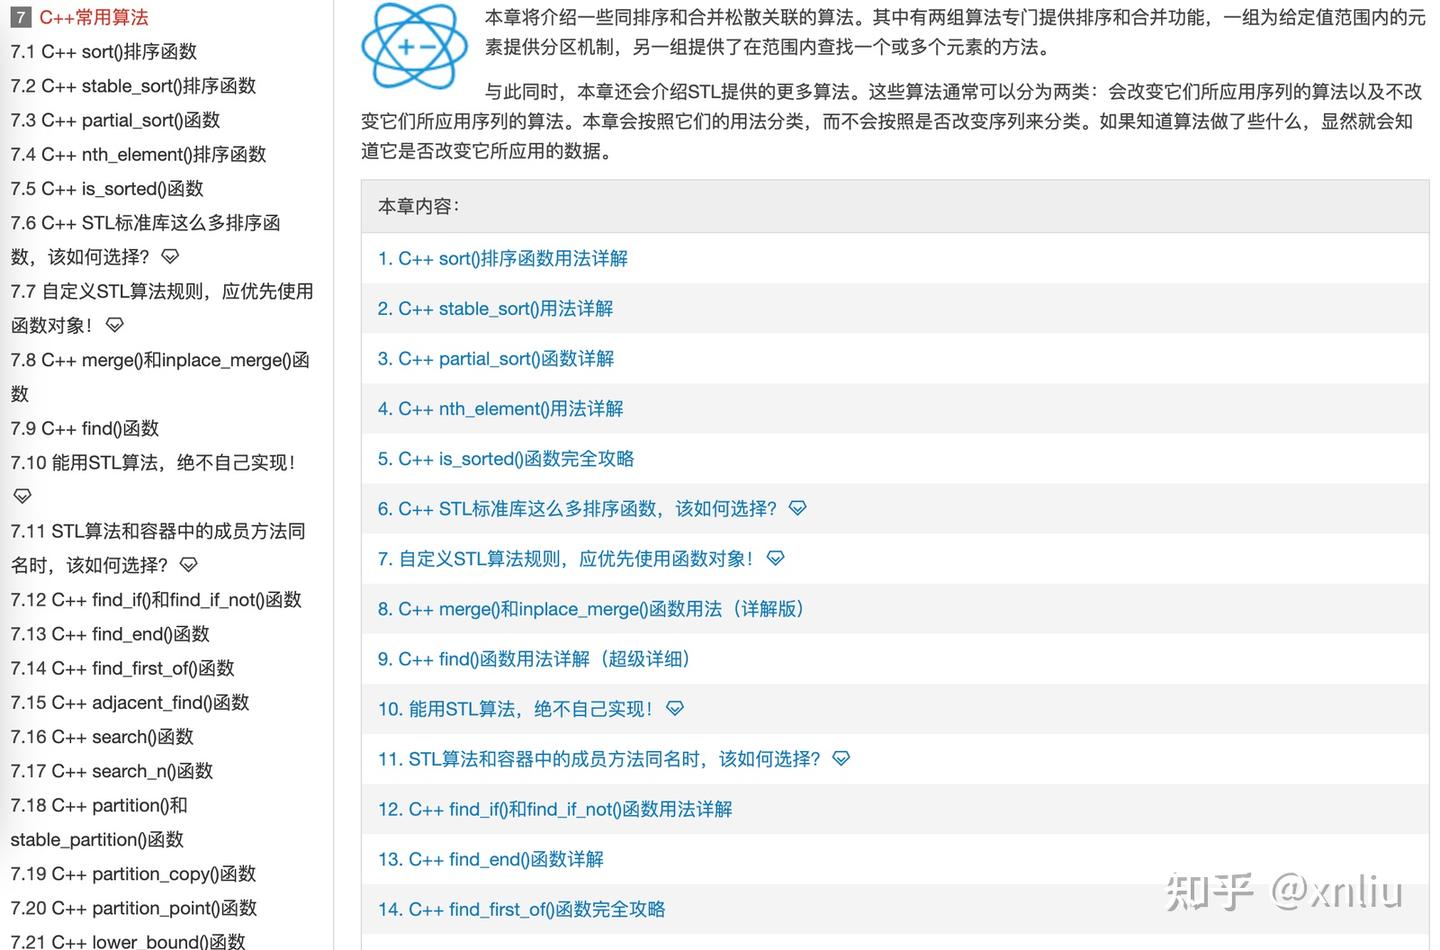 7 C++常用算法
7.1 C++ sort()排序函数
7.2 C++ stable_sort()排序函数
7.3 C++ partial_sort()函数
7.4 C++ nth_element()排序函数
7.5 C++ is_sorted()函数
7.6 C++ STL标准库这么多排序函
数，该如何选择？
7.7 自定义STL算法规则，应优先使用
函数对象！
7.8 C++ merge()和inplace_merge()函
数
7.9 C++ find()函数
7.10 能用STL算法，绝不自己实现！
7.11 STL算法和容器中的成员方法同
名时，该如何选择？
7.12 C++ find_if()和find_if_not()函数
7.13 C++ find_end()函数
7.14 C++ find_first_of()函数
7.15 C++ adjacent_find()函数
7.16 C++ search()函数
7.17 C++ search_n()函数
7.18 C++ partition()和
stable_partition()函数
7.19 C++ partition_copy()函数
7.20 C++ partition_point()函数
7.21 C++ lower_bound()函数
本章将介绍一些同排序和合并松散关联的算法。其中有两组算法专门提供排序和合并功能，一组为给定值范围内的元
素提供分区机制，另一组提供了在范围内查找一个或多个元素的方法。
与此同时，本章还会介绍STL提供的更多算法。这些算法通常可以分为两类：会改变它们所应用序列的算法以及不改
变它们所应用序列的算法。本章会按照它们的用法分类，而不会按照是否改变序列来分类。如果知道算法做了些什么，显然就会知
道它是否改变它所应用的数据。
本章内容：
1. C++ sort()排序函数用法详解
2. C++ stable_sort()用法详解
3. C++ partial_sort()函数详解
4. C++ nth_element()用法详解
5. C++ is_sorted()函数完全攻略
6. C++ STL标准库这么多排序函数，该如何选择？
7. 自定义STL算法规则，应优先使用函数对象！
8. C++ merge()和inplace_merge()函数用法（详解版）
9. C++ find()函数用法详解（超级详细）
10. 能用STL算法，绝不自己实现！
11. STL算法和容器中的成员方法同名时，该如何选择？
12. C++ find_if()和find_if_not()函数用法详解
13. C++ find_end()函数详解
14. C++ find_first_of()函数完全攻略
知乎 @xnliu